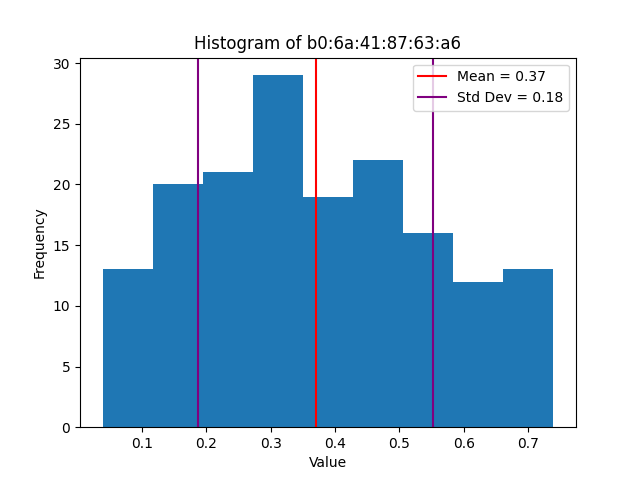 Histogram of b0:6a:41:87:63:a6
Mean = 0.37
Std Dev = 0.18
Frequency
30
25
20
15
10
5
0
0.1 0.2 0.3 0.4 0.5 0.6 0.7
Value